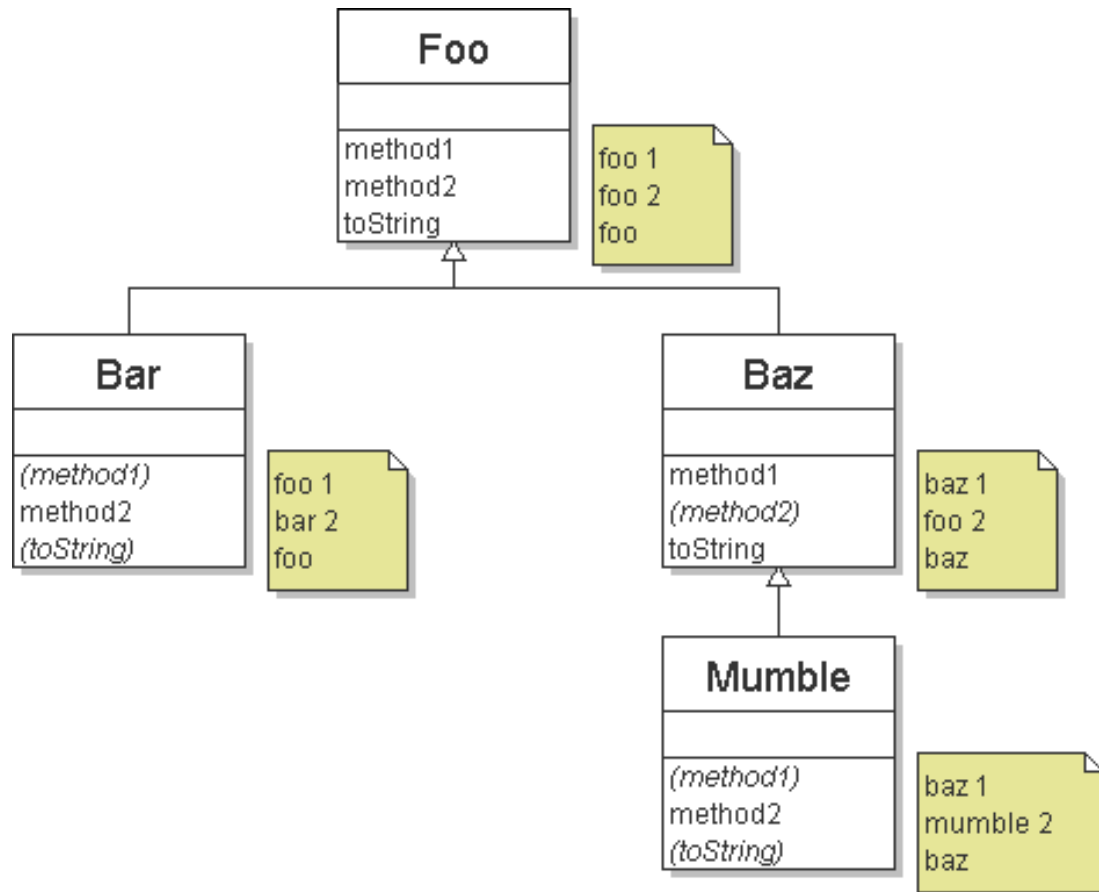 Foo
method1
method2
toString
foo 1
foo 2
foo
Bar
(method1)
method2
(toString)
foo 1
bar 2
foo
Baz
method1
(method2)
toString
baz 1
foo 2
baz
Mumble
(method1)
method2
(toString)
baz 1
mumble 2
baz